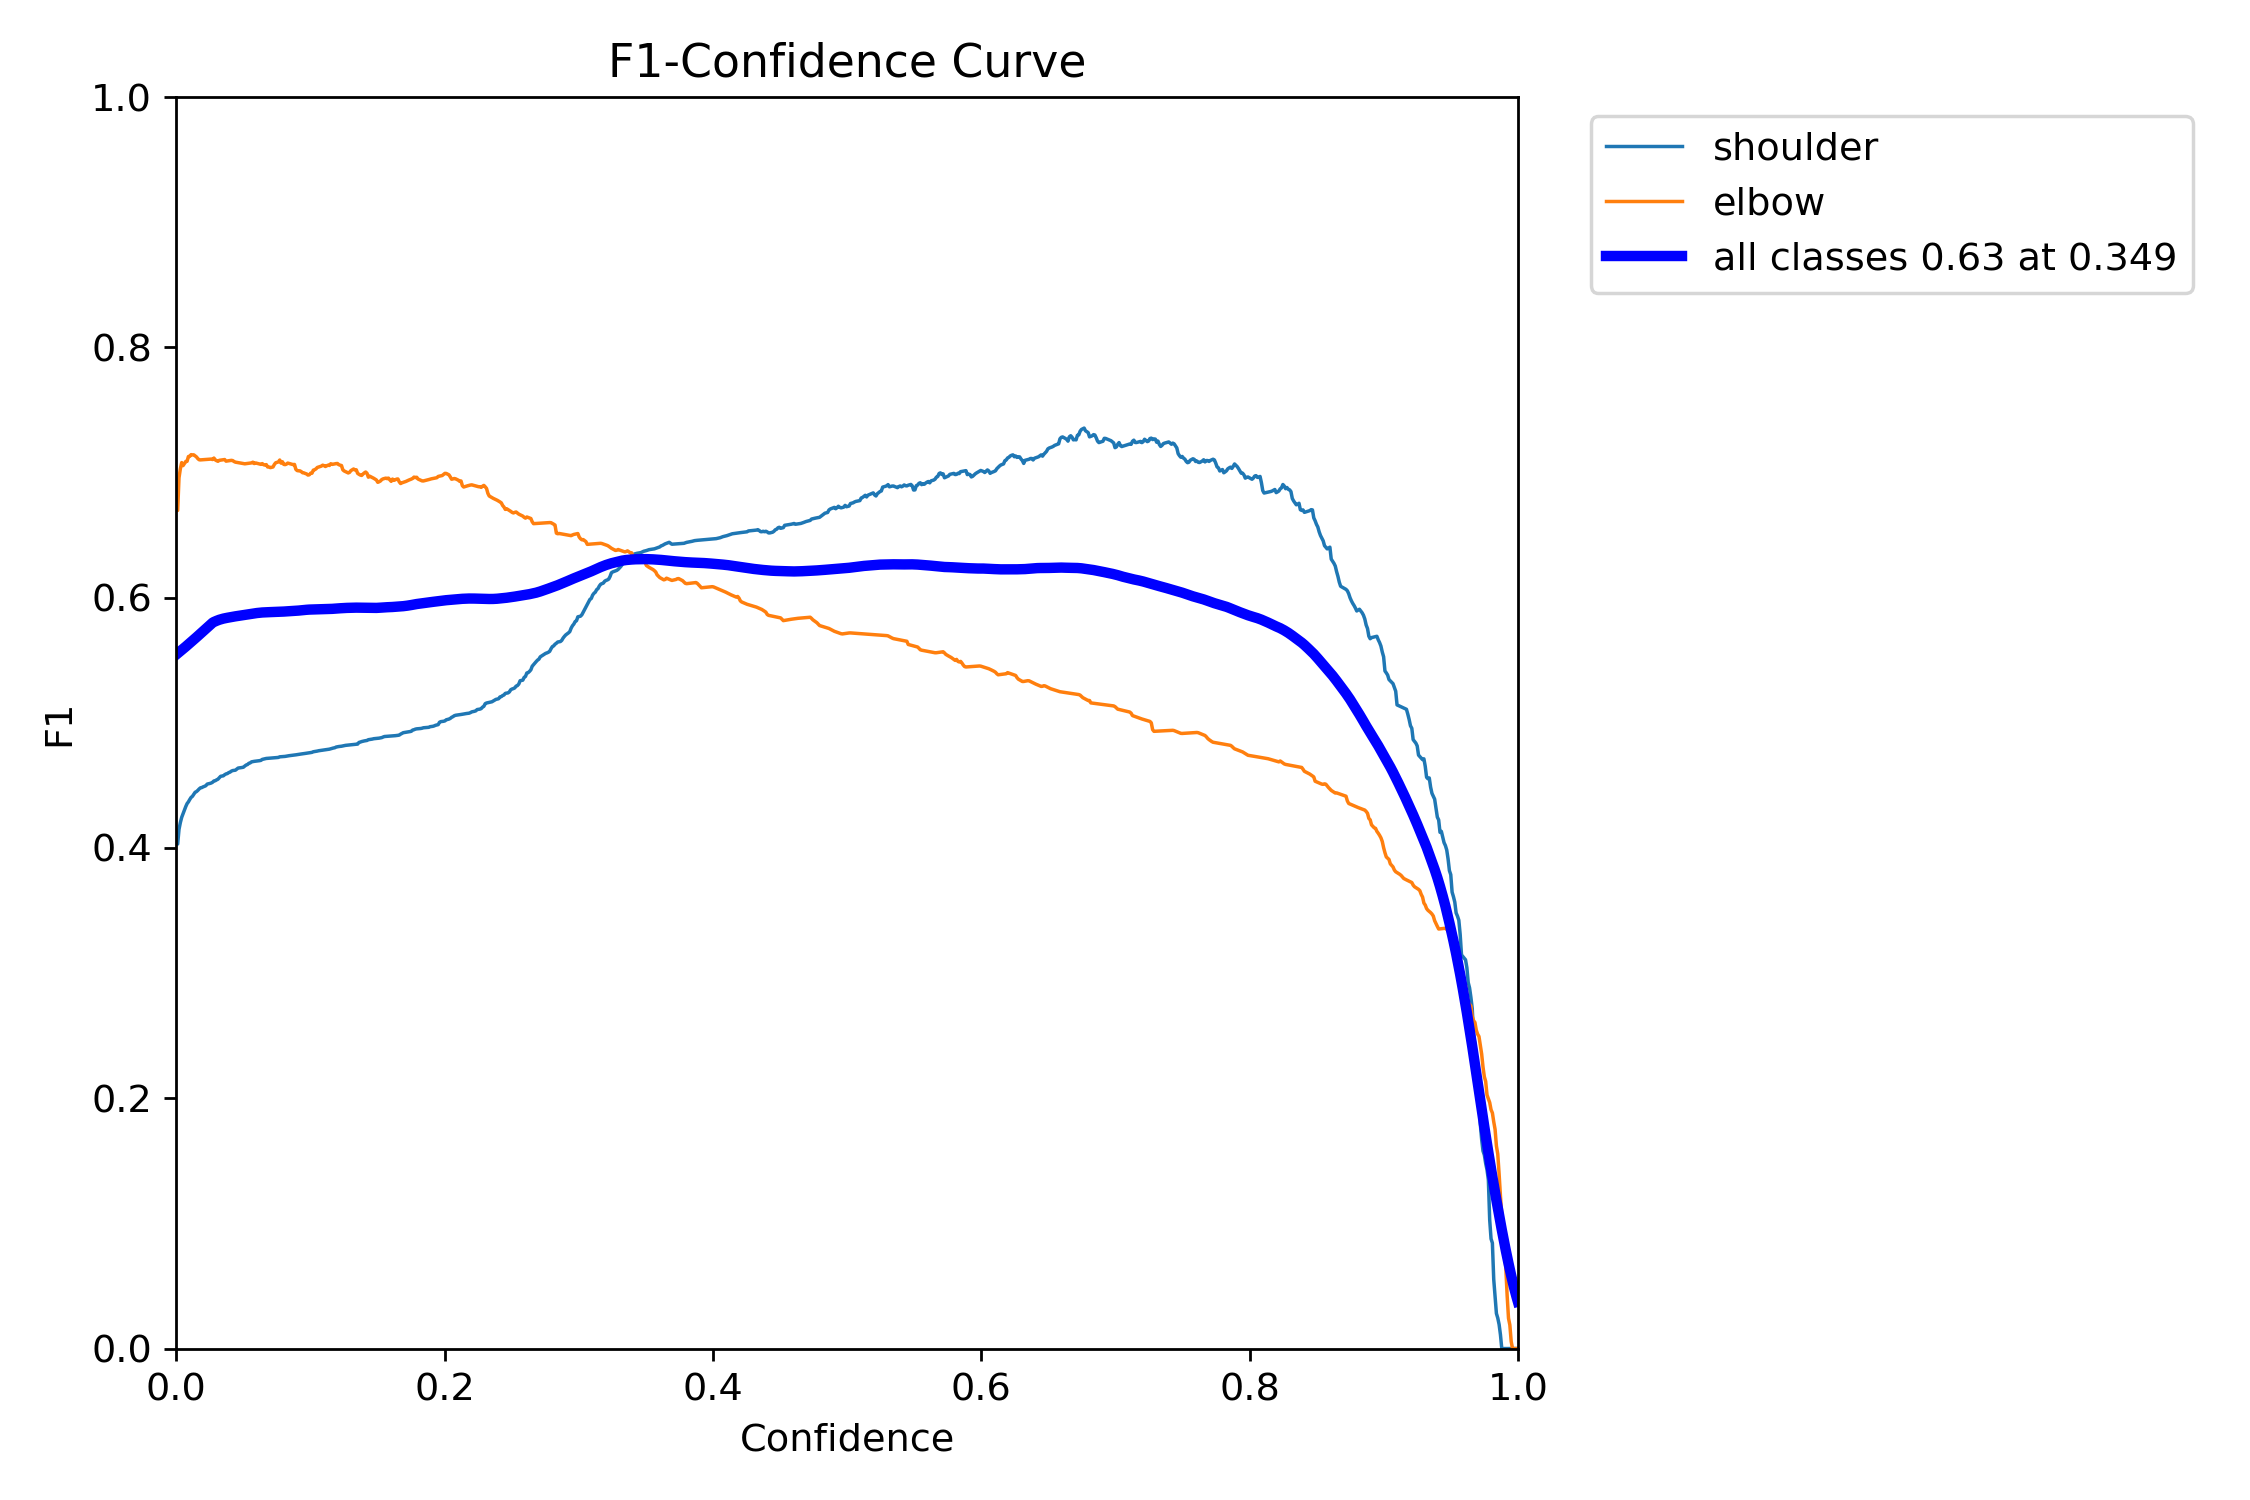 F1-Confidence Curve
1.0
0.8
0.6
0.4
0.2
0.0
F1
0.0 0.2 0.4 0.6 0.8 1.0
Confidence
shoulder
elbow
all classes 0.63 at 0.349